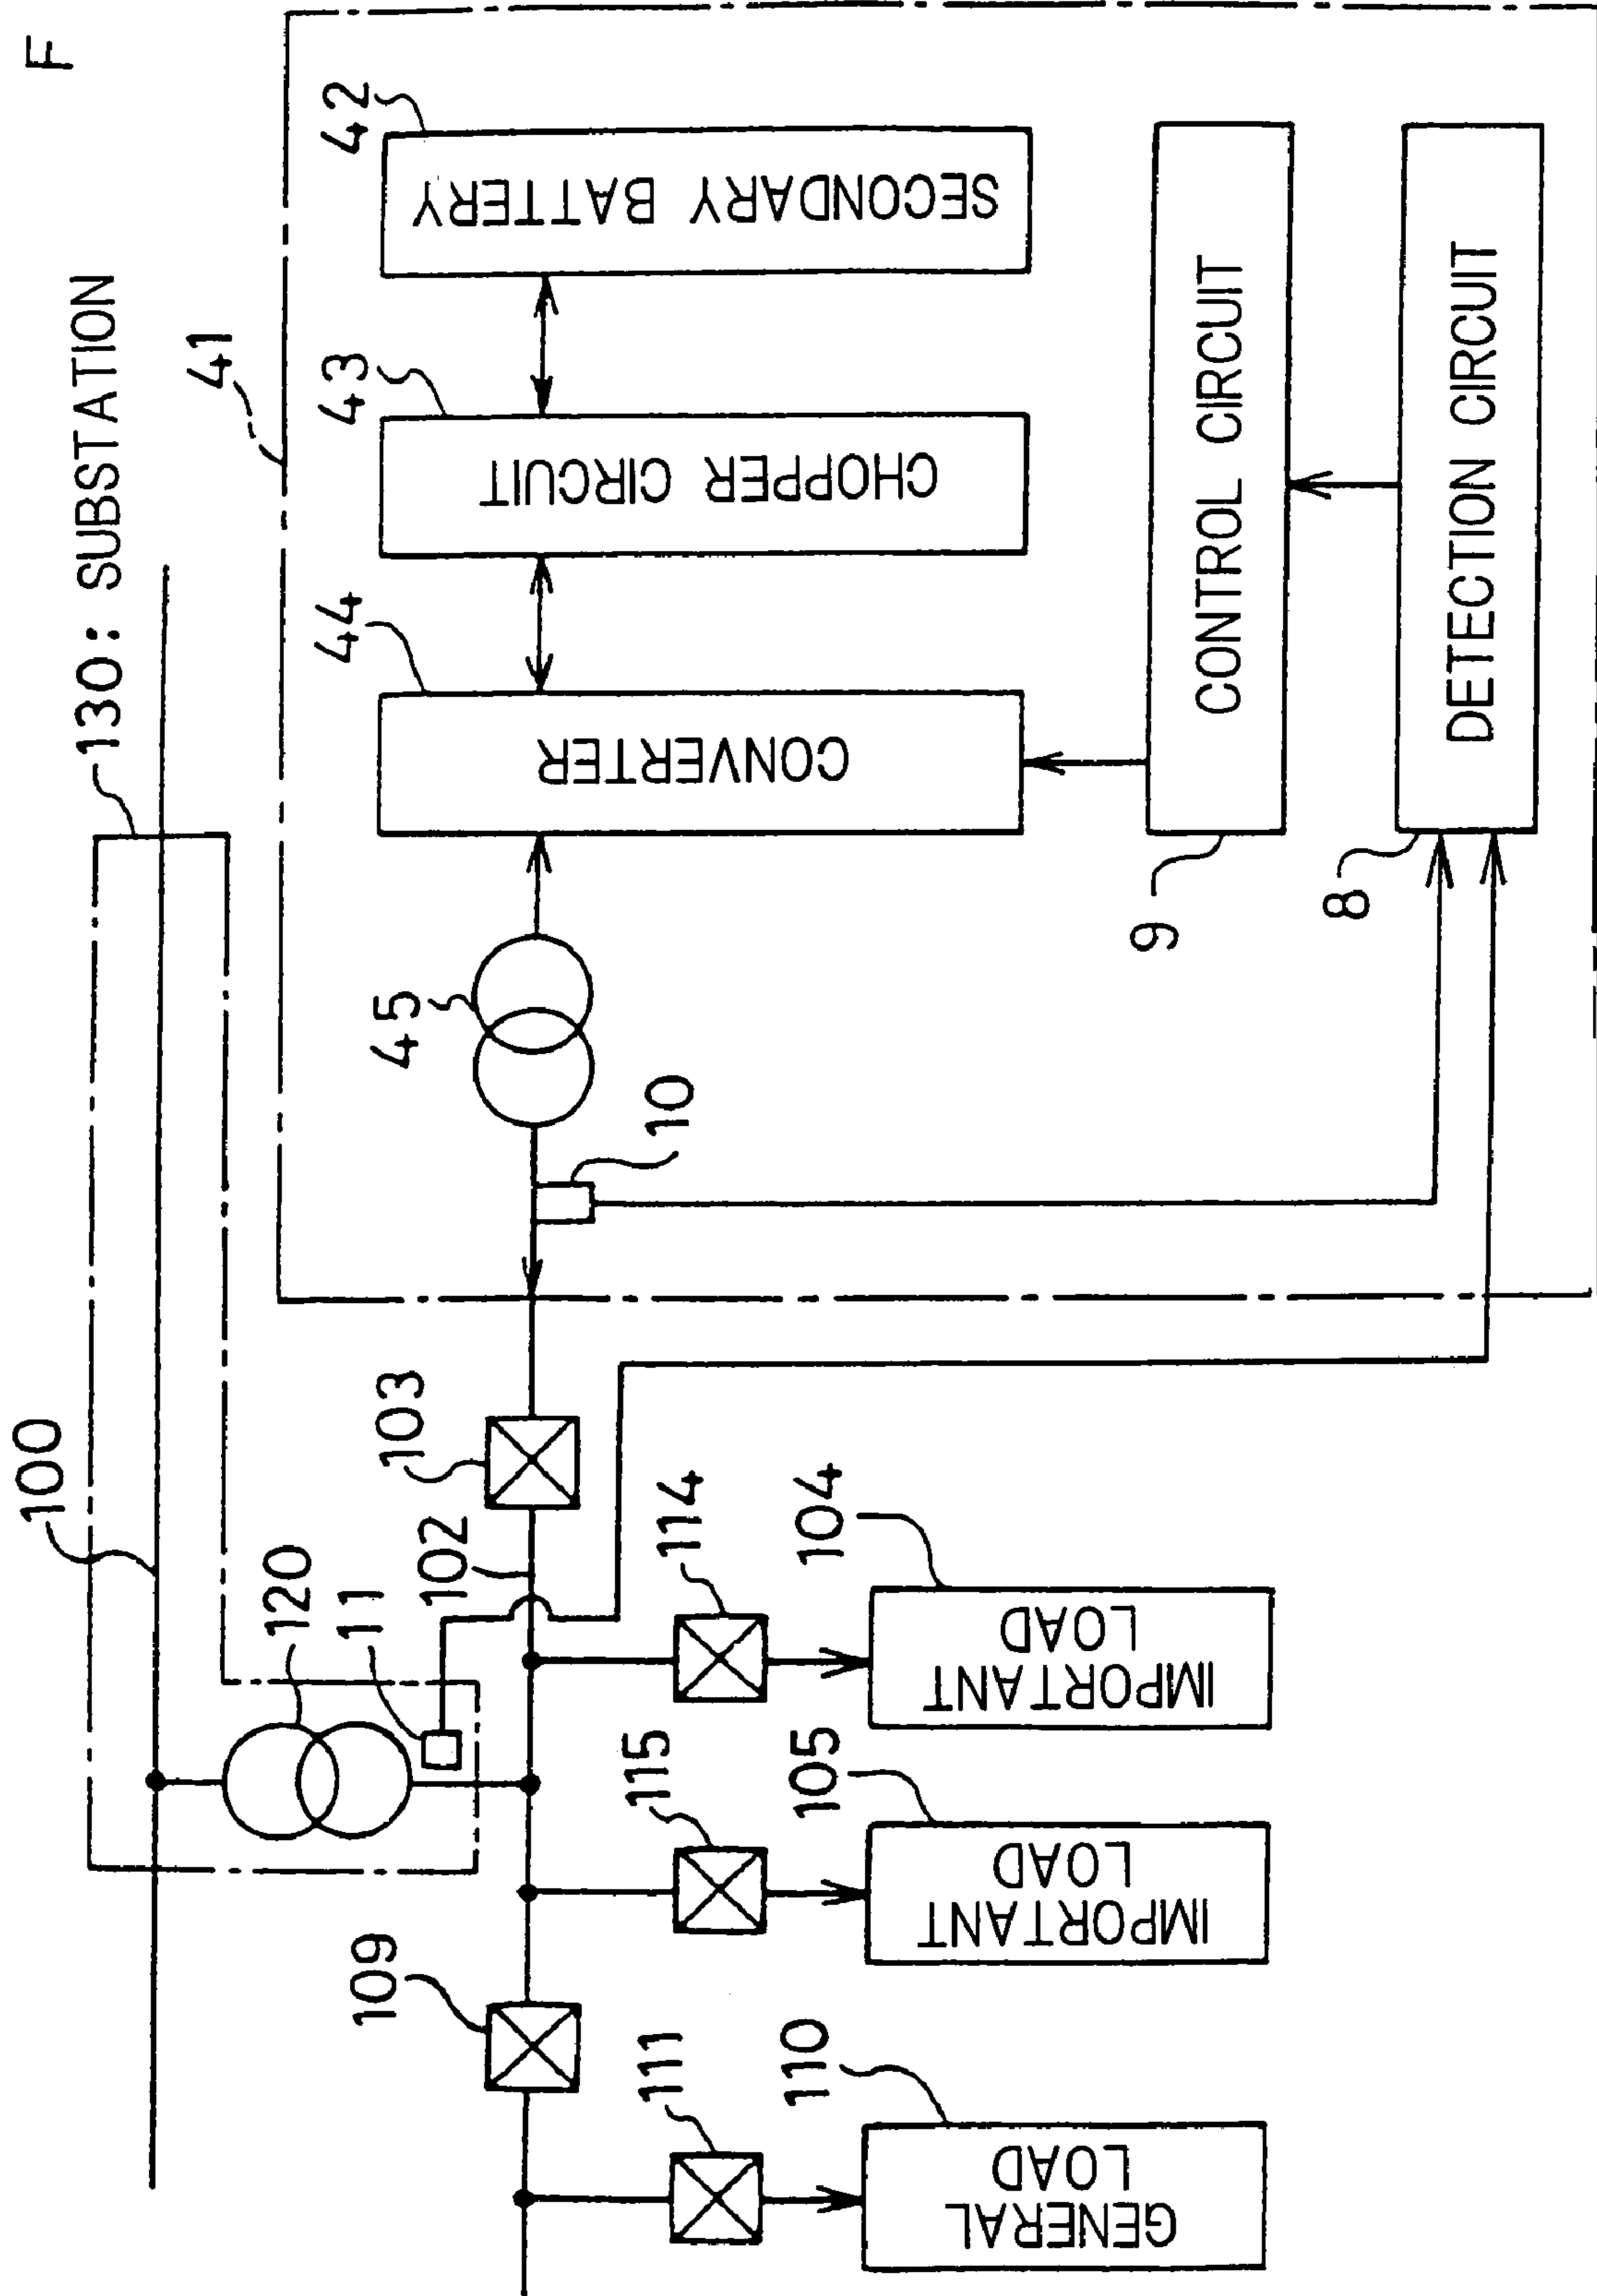 F
100
130: SUBSTATION
120
11
41
102
103
45
44
43
42
10
CONVERTER
CHOPPER CIRCUIT
SECONDARY BATTERY
109
111
115
114
9
CONTROL CIRCUIT
110
105
104
8
DETECTION CIRCUIT
GENERAL
LOAD
IMPORTANT
LOAD
IMPORTANT
LOAD